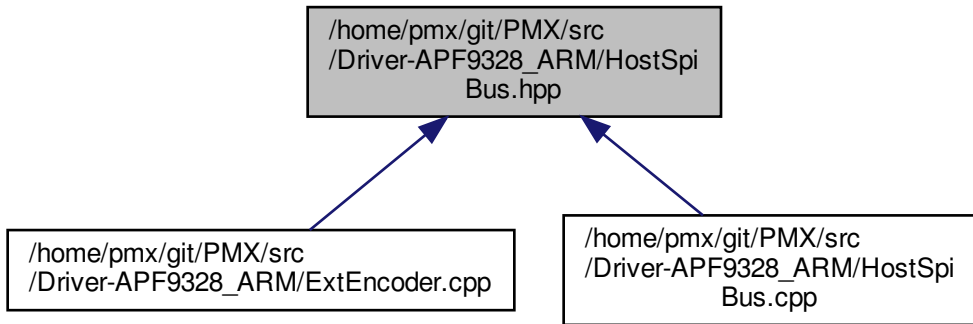 /home/pmx/git/PMX/src
/Driver-APF9328_ARM/HostSpi
Bus.hpp
/home/pmx/git/PMX/src
/Driver-APF9328_ARM/ExtEncoder.cpp
/home/pmx/git/PMX/src
/Driver-APF9328_ARM/HostSpi
Bus.cpp